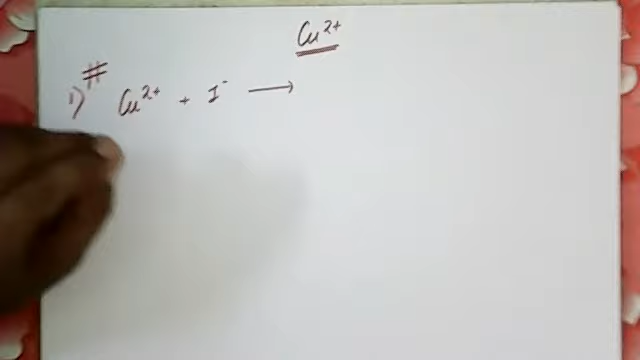 Cu²⁺
#
1) Cu²⁺ + I⁻ ⟶